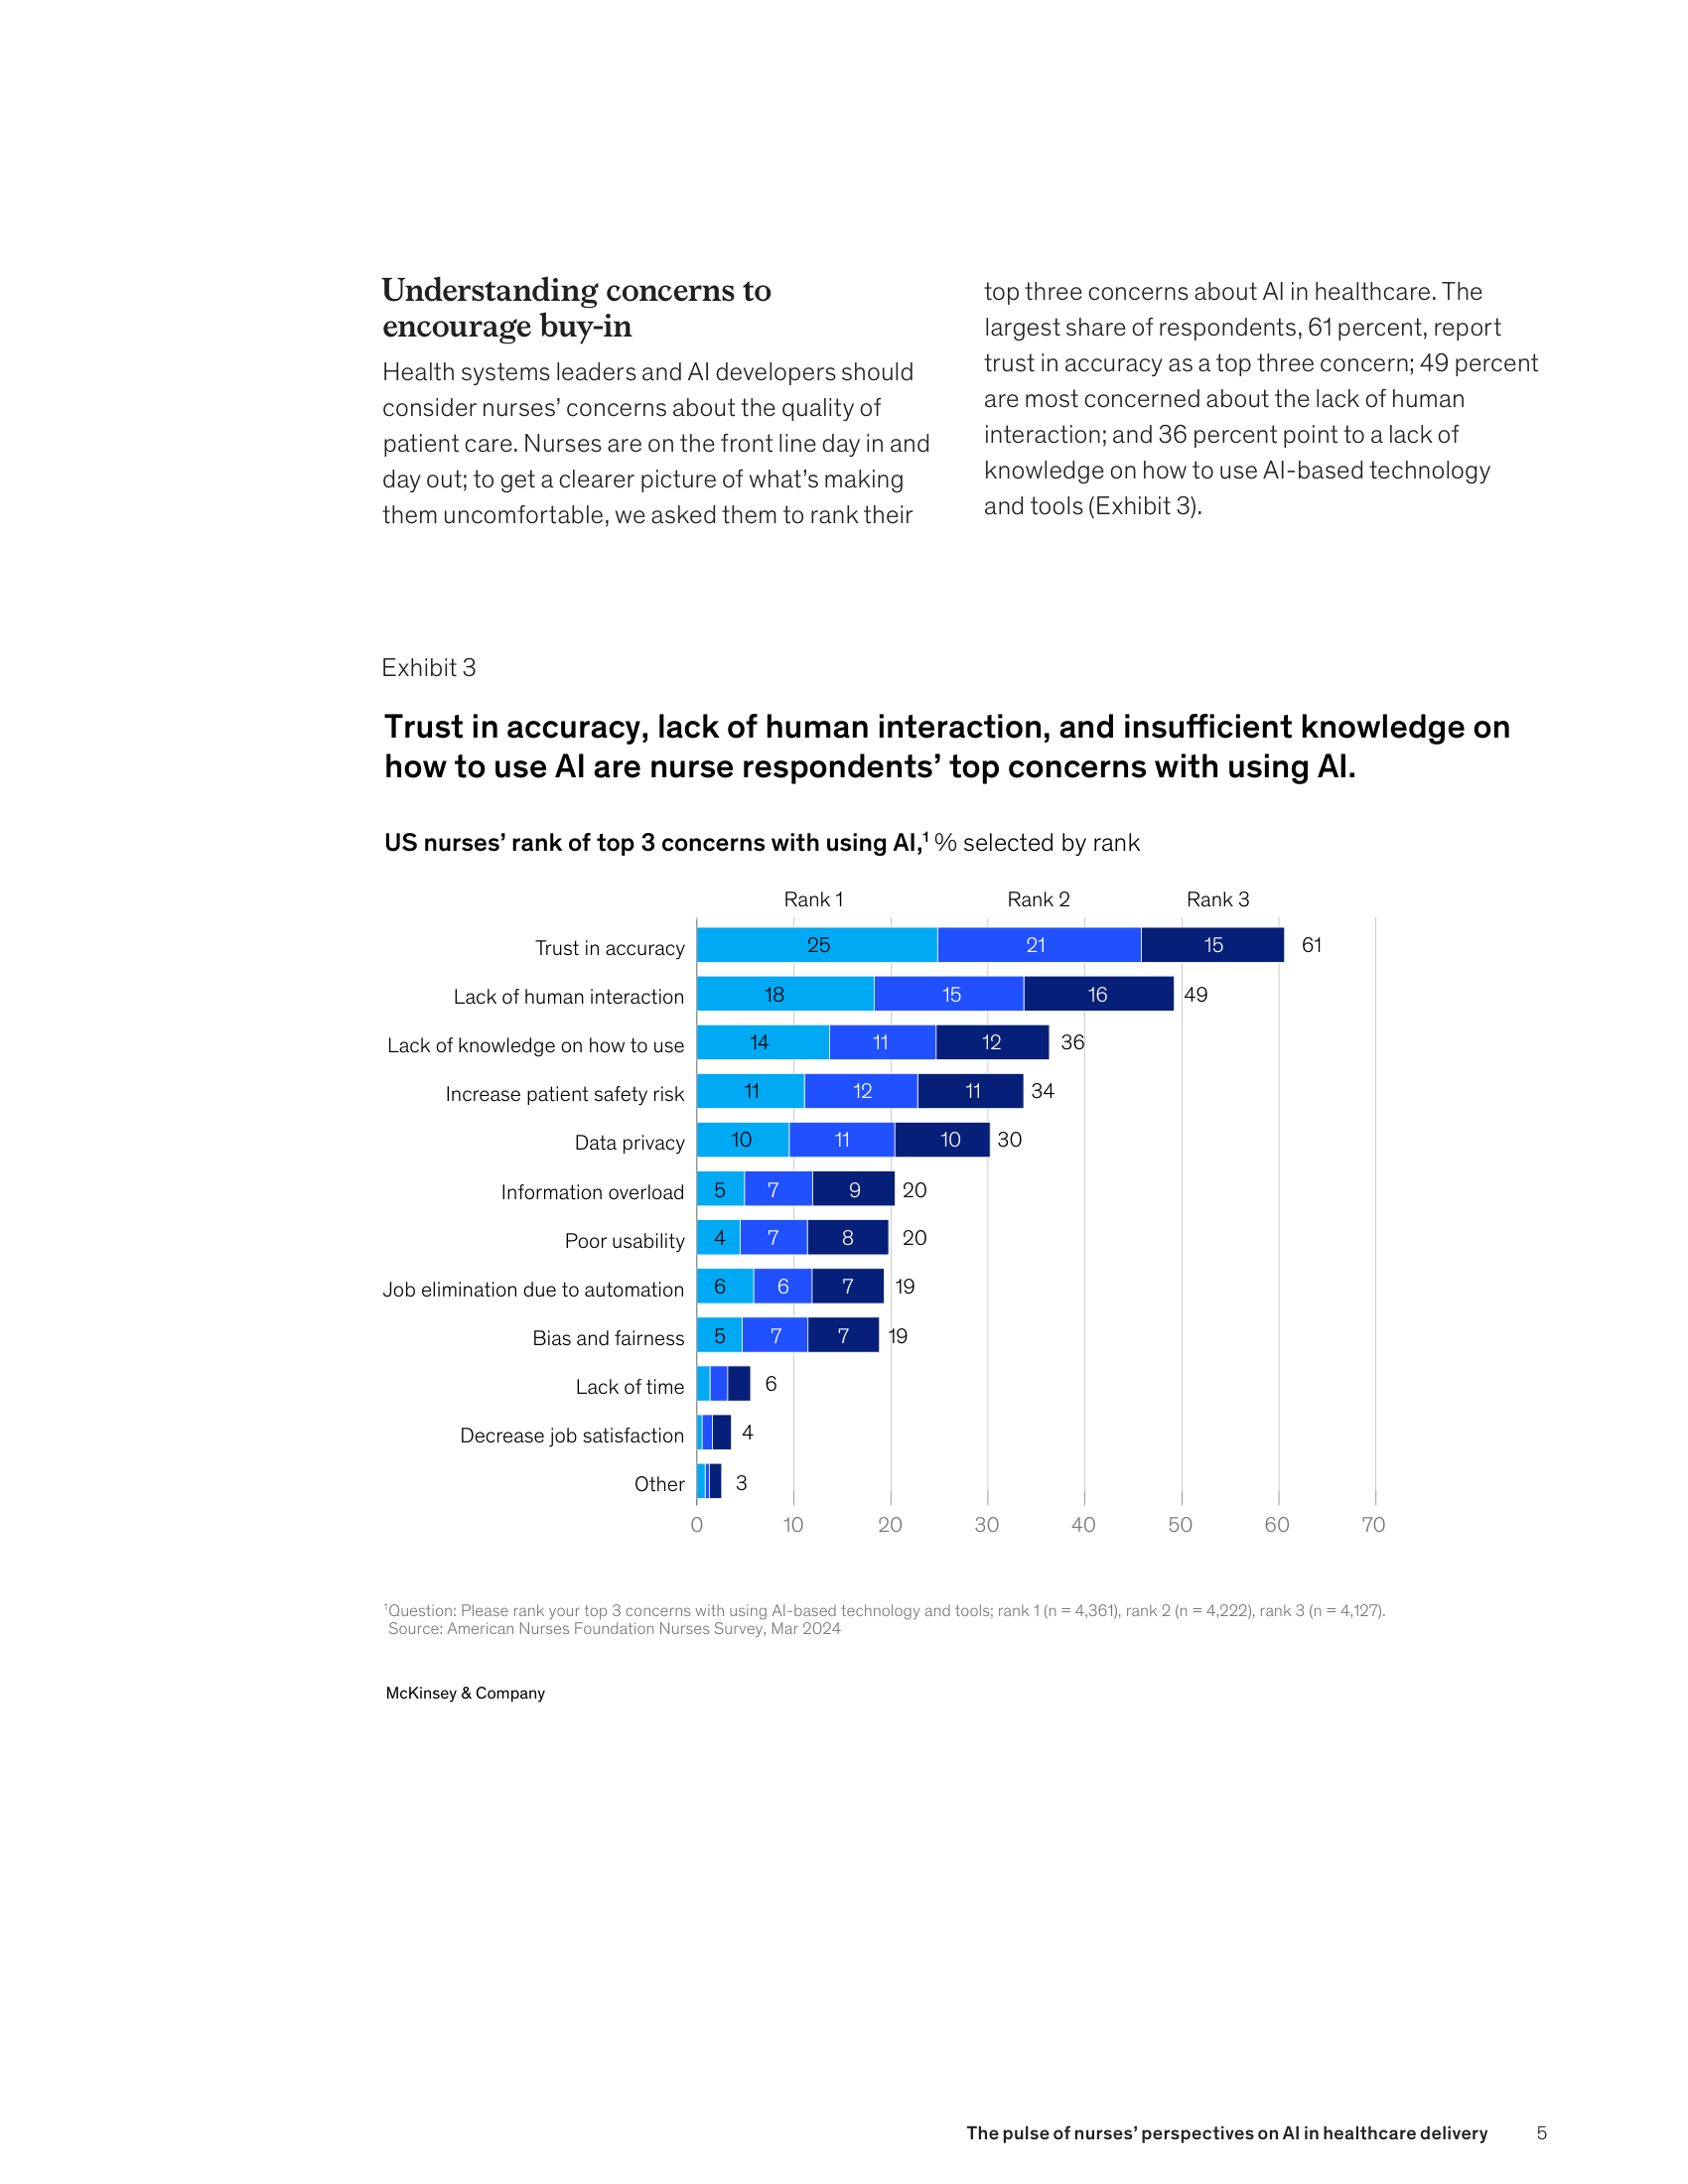 Understanding concerns to
encourage buy-in
Health systems leaders and AI developers should
consider nurses’ concerns about the quality of
patient care. Nurses are on the front line day in and
day out; to get a clearer picture of what’s making
them uncomfortable, we asked them to rank their
top three concerns about AI in healthcare. The
largest share of respondents, 61 percent, report
trust in accuracy as a top three concern; 49 percent
are most concerned about the lack of human
interaction; and 36 percent point to a lack of
knowledge on how to use AI-based technology
and tools (Exhibit 3).
Exhibit 3
Trust in accuracy, lack of human interaction, and insufficient knowledge on
how to use AI are nurse respondents’ top concerns with using AI.
US nurses’ rank of top 3 concerns with using AI,¹ % selected by rank
Rank 1 Rank 2 Rank 3
Trust in accuracy 25 21 15 61
Lack of human interaction 18 15 16 49
Lack of knowledge on how to use 14 11 12 36
Increase patient safety risk 11 12 11 34
Data privacy 10 11 10 30
Information overload 5 7 9 20
Poor usability 4 7 8 20
Job elimination due to automation 6 6 7 19
Bias and fairness 5 7 7 19
Lack of time 6
Decrease job satisfaction 4
Other 3
0 10 20 30 40 50 60 70
¹Question: Please rank your top 3 concerns with using AI-based technology and tools; rank 1 (n = 4,361), rank 2 (n = 4,222), rank 3 (n = 4,127).
Source: American Nurses Foundation Nurses Survey, Mar 2024
McKinsey & Company
The pulse of nurses’ perspectives on AI in healthcare delivery 5